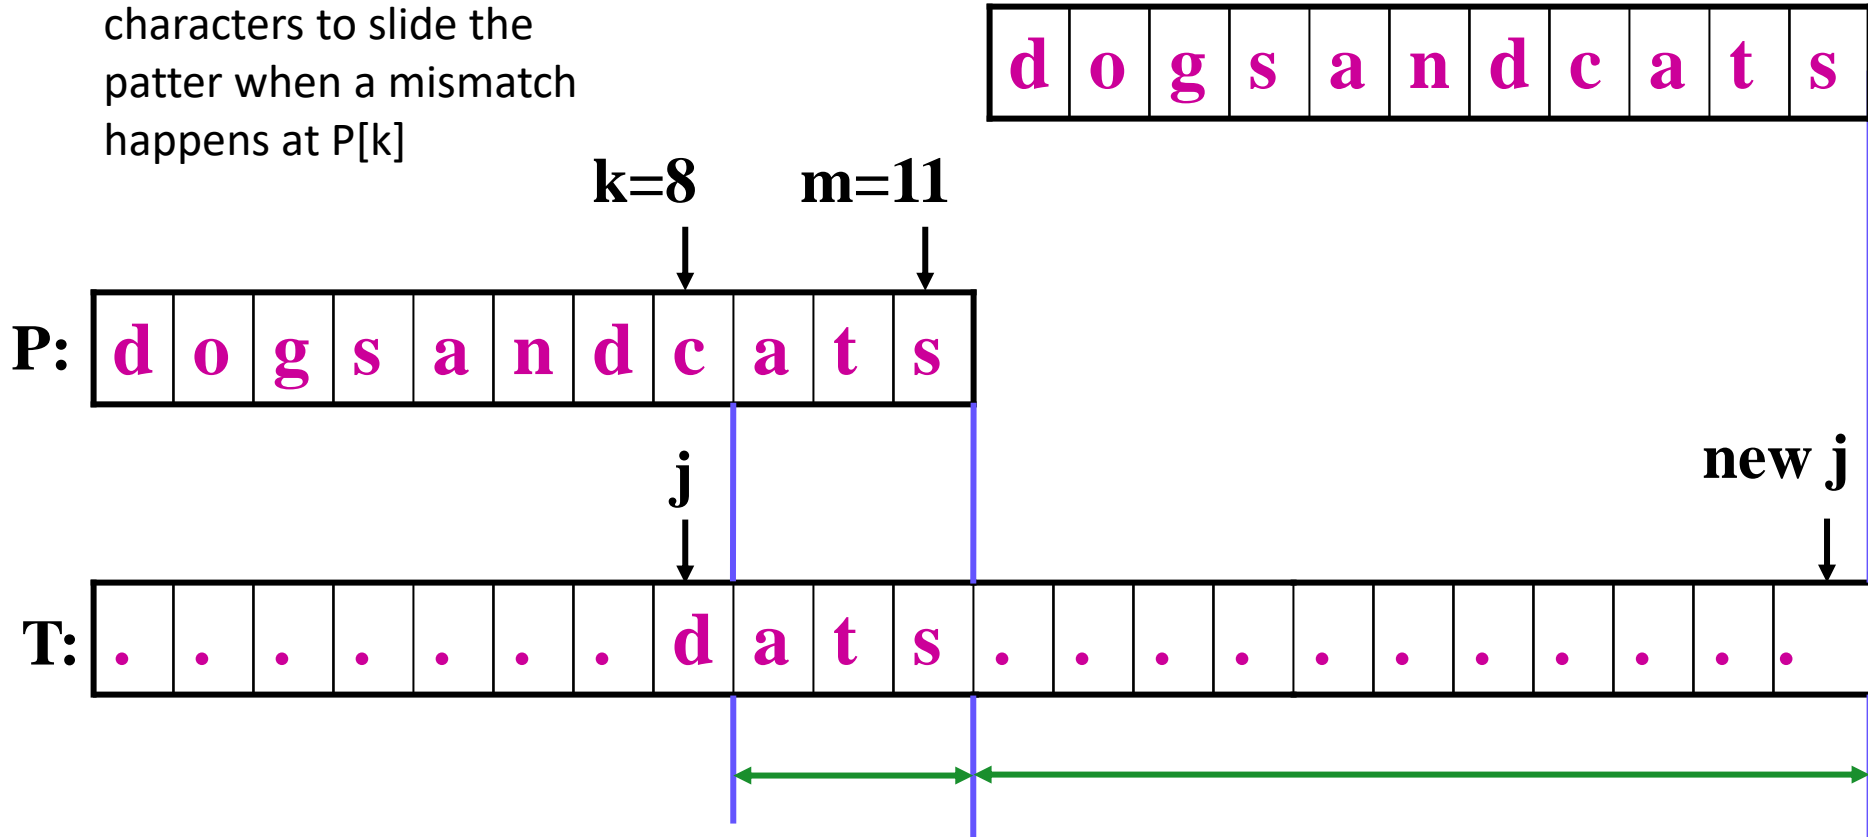 characters to slide the
patter when a mismatch
happens at P[k]
d o g s a n d c a t s
k=8 m=11
P: d o g s a n d c a t s
j
new j
T: . . . . . . . d a t s . . . . . . . . . . .